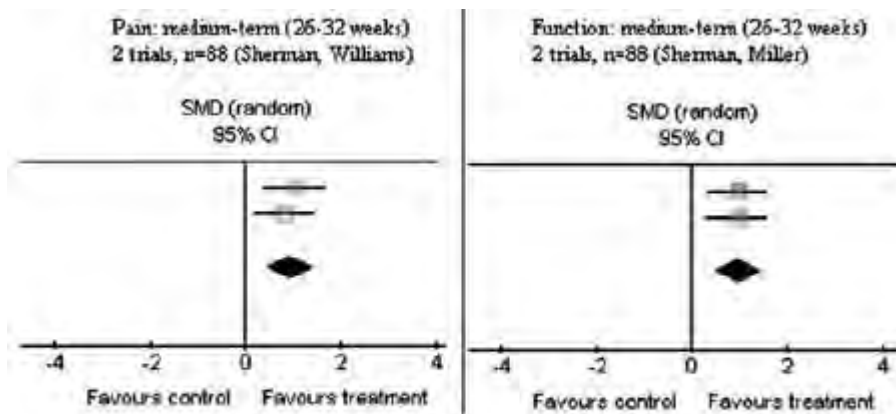 Pain: medium-term (26-32 weeks)
2 trials, n=88 (Sherman, Williams)
SMD (random)
95% CI
-4 -2 0 2 4
Favours control Favours treatment
Function: medium-term (26-32 weeks)
2 trials, n=88 (Sherman, Miller)
SMD (random)
95% CI
-4 -2 0 2 4
Favours control Favours treatment